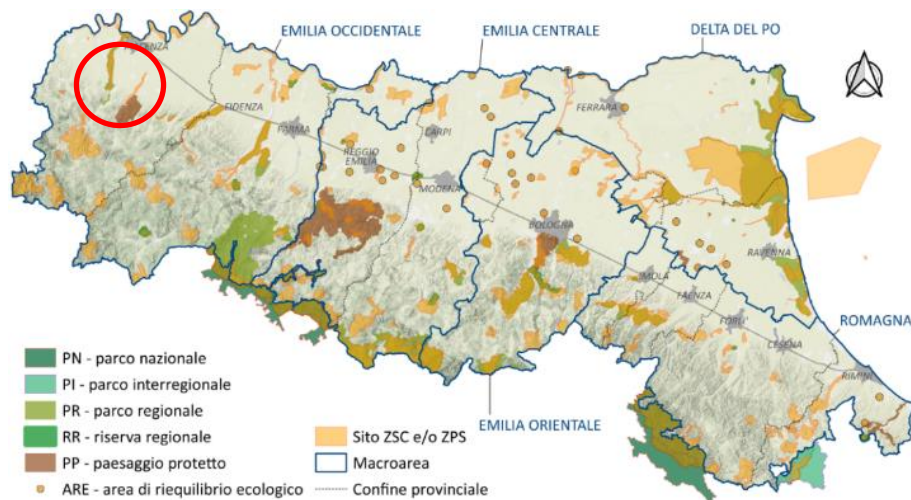 EMILIA OCCIDENTALE
EMILIA CENTRALE
DELTA DEL PO
FIDENZA
PARMA
REGGIO
EMILIA
CARPI
MODENA
FERRARA
BOLOGNA
IMOLA
FAENZA
FORLI'
CESENA
RAVENNA
RIMINI
ROMAGNA
EMILIA ORIENTALE
PN - parco nazionale
PI - parco interregionale
PR - parco regionale
RR - riserva regionale
PP - paesaggio protetto
ARE - area di riequilibrio ecologico
Sito ZSC e/o ZPS
Macroarea
Confine provinciale